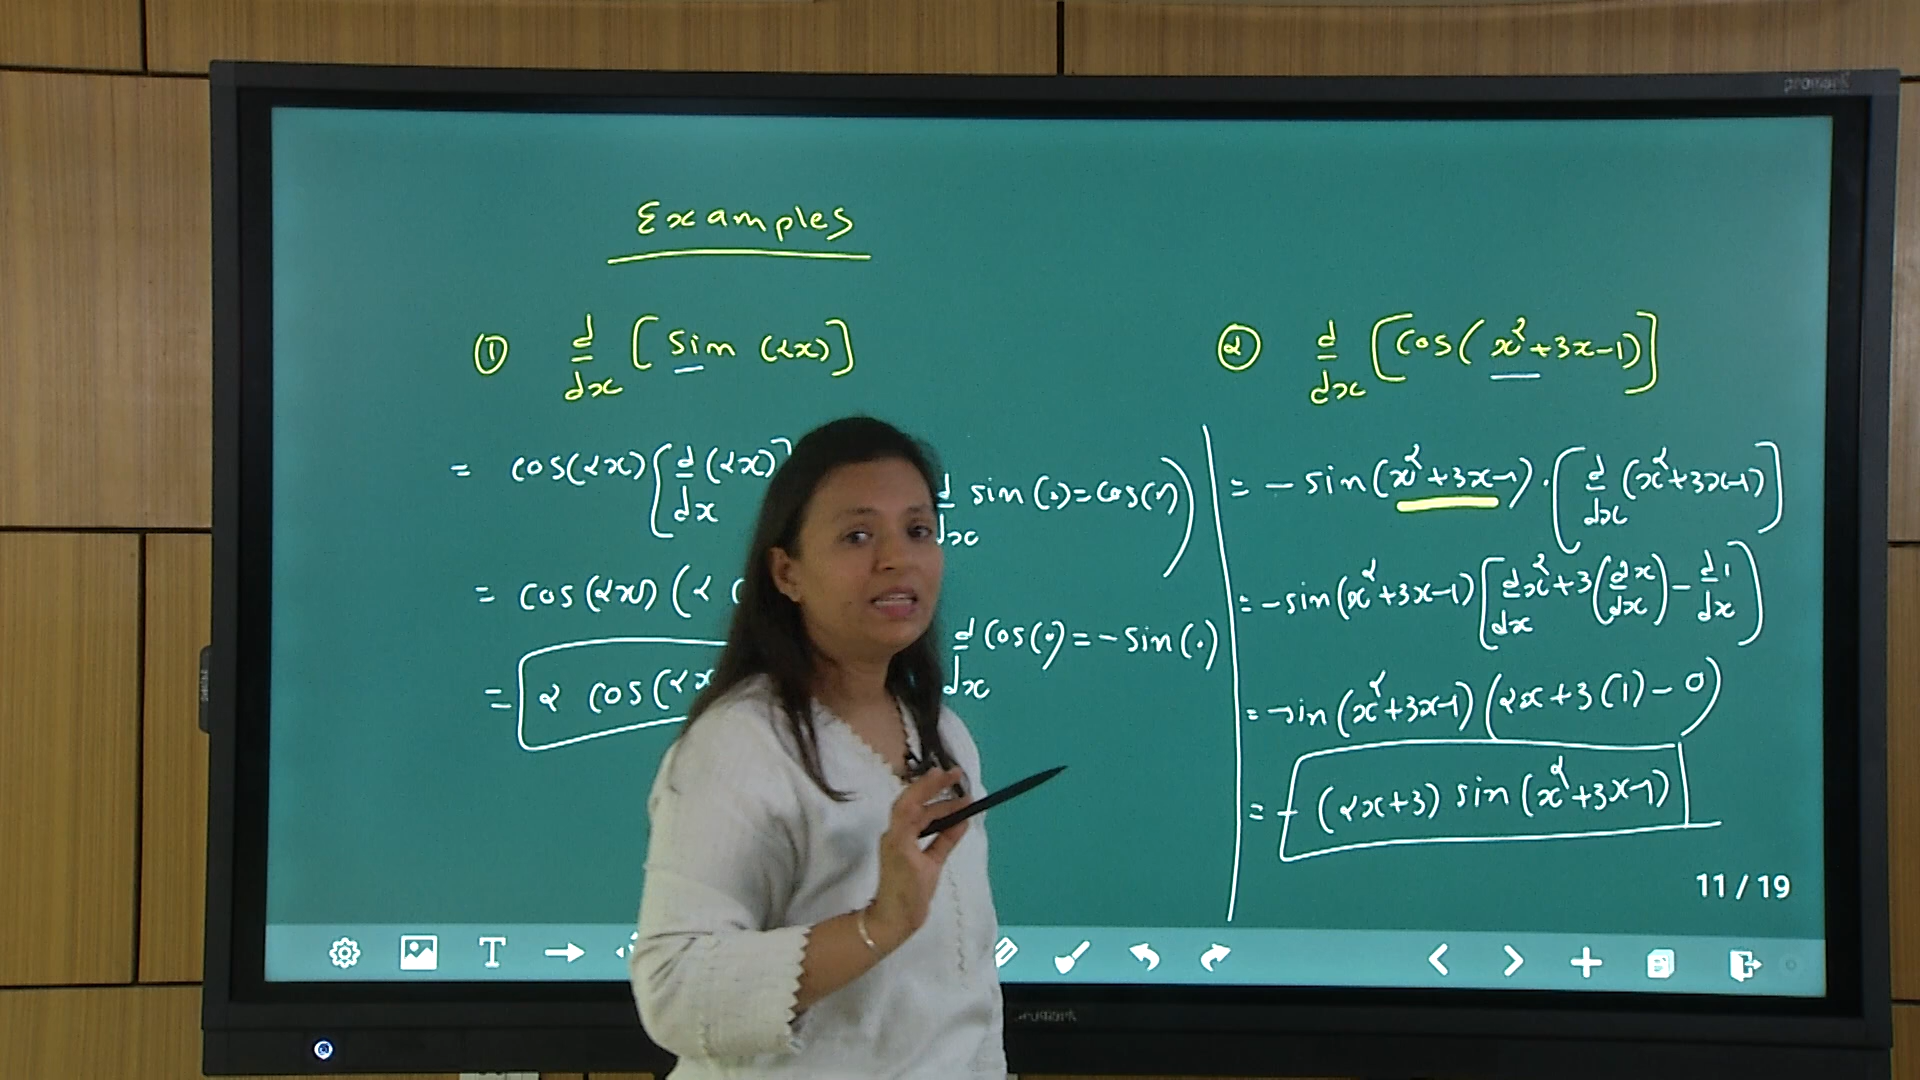 Examples
① d/dx [sin (2x)]
= cos(2x) [d/dx (2x)]
= cos(2x) (2
= 2 cos(2x
d/dx sin(.)=cos(.))
d/dx cos(.)=-sin(.)
② d/dx [cos(x²+3x-1)]
= -sin(x²+3x-1).[d/dx (x²+3x-1)]
= -sin(x²+3x-1)[dx²/dx+3(dx/dx)-d1/dx]
= -sin(x²+3x-1)(2x+3(1)-0)
= -(2x+3) sin(x²+3x-1)
11 / 19
T